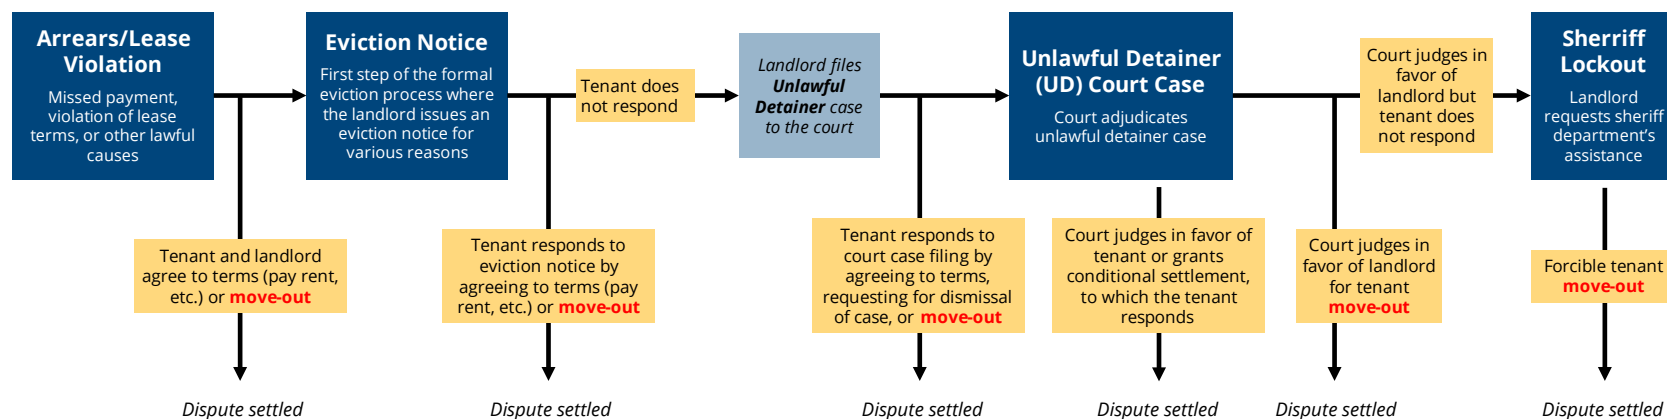 Arrears/Lease
Violation
Missed payment,
violation of lease
terms, or other lawful
causes
Eviction Notice
First step of the formal
eviction process where
the landlord issues an
eviction notice for
various reasons
Tenant does
not respond
Landlord files
Unlawful
Detainer case
to the court
Unlawful Detainer
(UD) Court Case
Court adjudicates
unlawful detainer case
Court judges in
favor of
landlord but
tenant does
not respond
Sherriff
Lockout
Landlord
requests sheriff
department’s
assistance
Tenant and landlord
agree to terms (pay rent,
etc.) or move-out
Tenant responds to
eviction notice by
agreeing to terms (pay
rent, etc.) or move-out
Tenant responds to
court case filing by
agreeing to terms,
requesting for dismissal
of case, or move-out
Court judges in favor of
tenant or grants
conditional settlement,
to which the tenant
responds
Court judges in
favor of landlord
for tenant
move-out
Forcible tenant
move-out
Dispute settled
Dispute settled
Dispute settled
Dispute settled
Dispute settled
Dispute settled